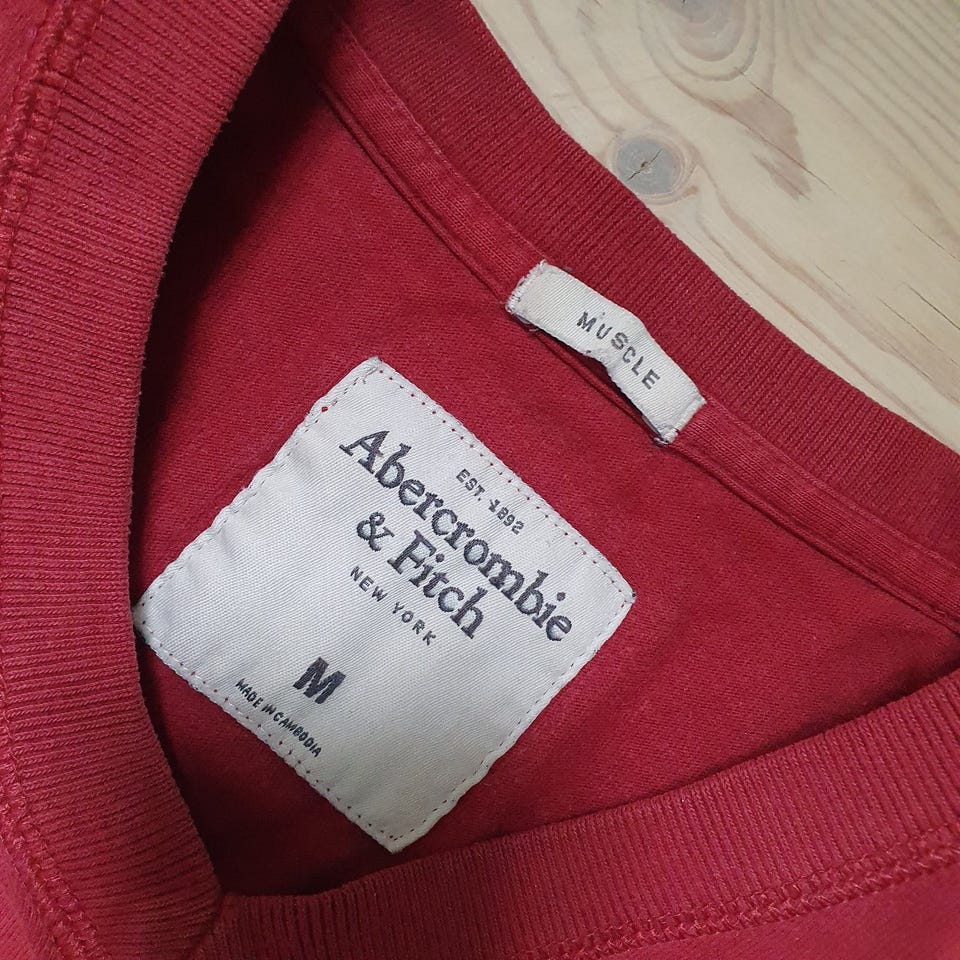 MUSCLE
EST. 1892
Abercrombie
& Fitch
NEW YORK
M
MADE IN CAMBODIA